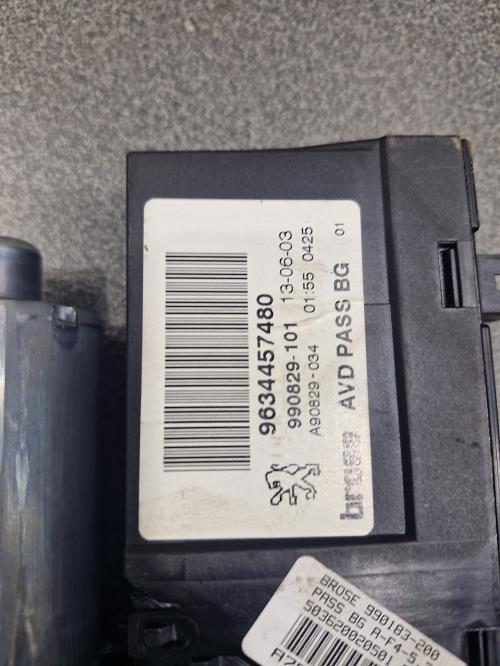 9634457480
990829-101 13-06-03
A90829-034 01:55 0425
brose AVD PASS BG 01
BROSE 990183-200
PASS BG A-F4-5
503620020501